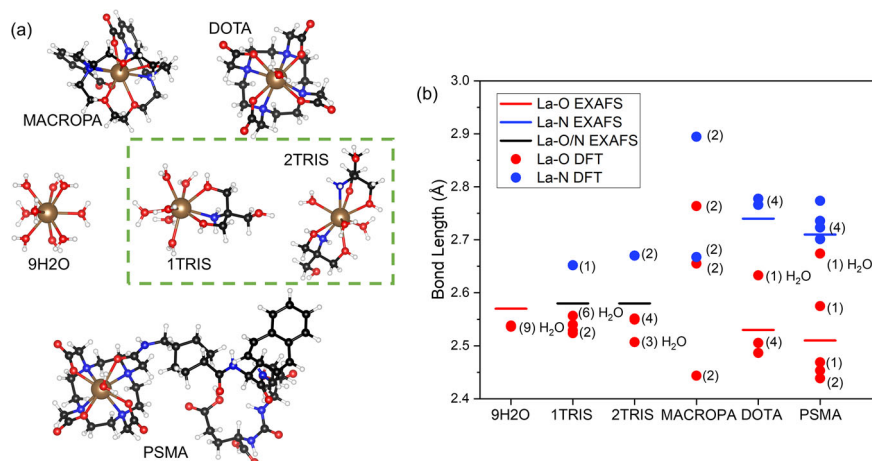 (a)
MACROPA
DOTA
9H2O
1TRIS
2TRIS
PSMA
(b)
Bond Length (Å)
3.0
2.9
2.8
2.7
2.6
2.5
2.4
La-O EXAFS
La-N EXAFS
La-O/N EXAFS
La-O DFT
La-N DFT
(9) H₂O
(1)
(6) H₂O
(2)
(2)
(4)
(3) H₂O
(2)
(2)
(2)
(2)
(2)
(4)
(1) H₂O
(4)
(4)
(1) H₂O
(1)
(1)
(2)
9H2O 1TRIS 2TRIS MACROPA DOTA PSMA